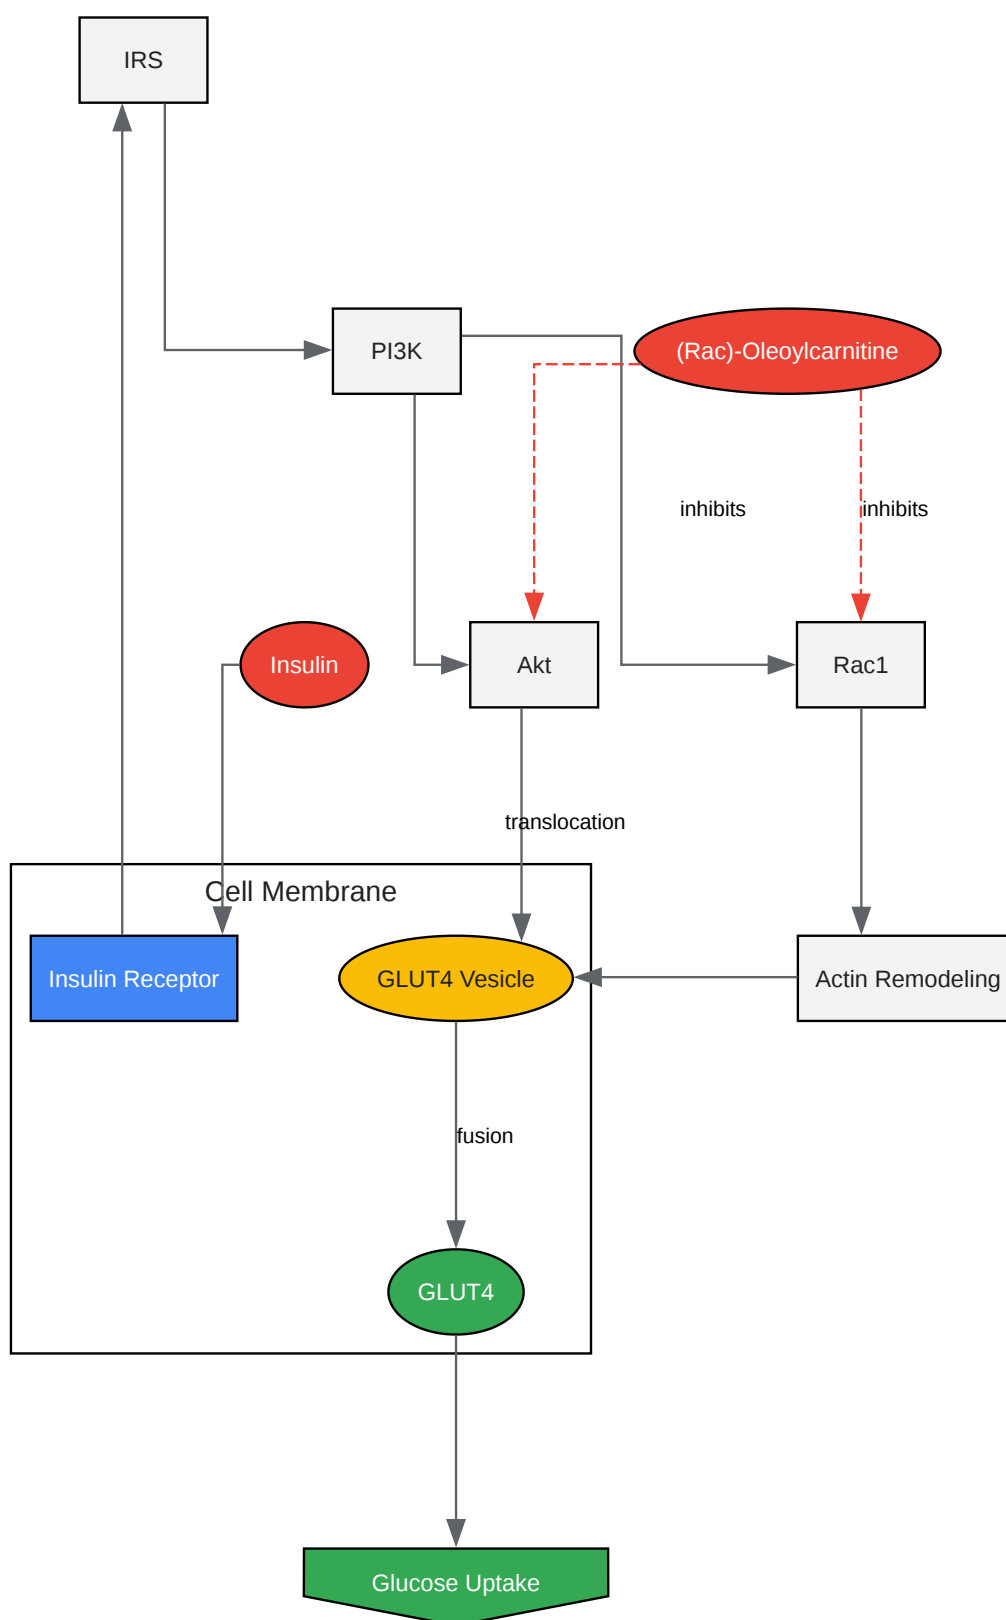 IRS
PI3K
(Rac)-Oleoylcarnitine
inhibits
inhibits
Insulin
Akt
Rac1
translocation
Cell Membrane
Insulin Receptor
GLUT4 Vesicle
Actin Remodeling
fusion
GLUT4
Glucose Uptake